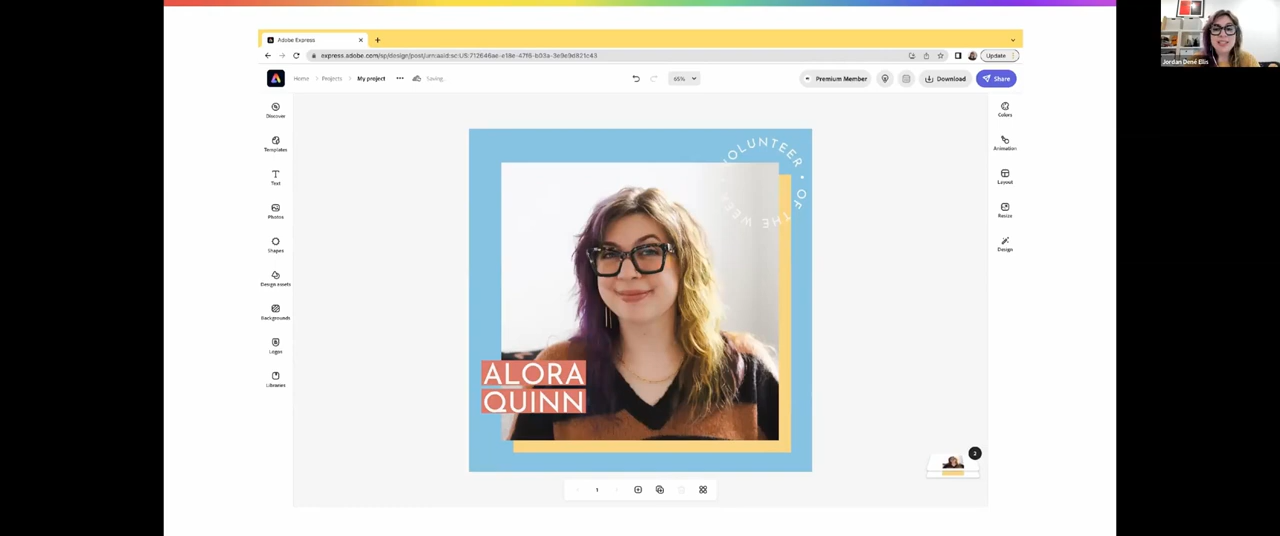 Adobe Express
Update
Home
Projects
My project
Saving
65%
Premium Member
Download
Share
Discover
Templates
Text
Photos
Shapes
Design assets
Backgrounds
Logos
Libraries
VOLUNTEER • OF THE WEEK
ALORA
QUINN
Colors
Animation
Layout
Resize
Design
1
2
Jordan Dené Ellis